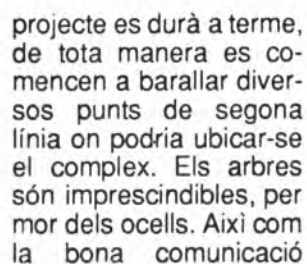 projecte es durà a terme,
de tota manera es co-
mencen a barallar diver-
sos punts de segona
línia on podria ubicar-se
el complex. Els arbres
són imprescindibles, per
mor dels ocells. Així com
la bona comunicació